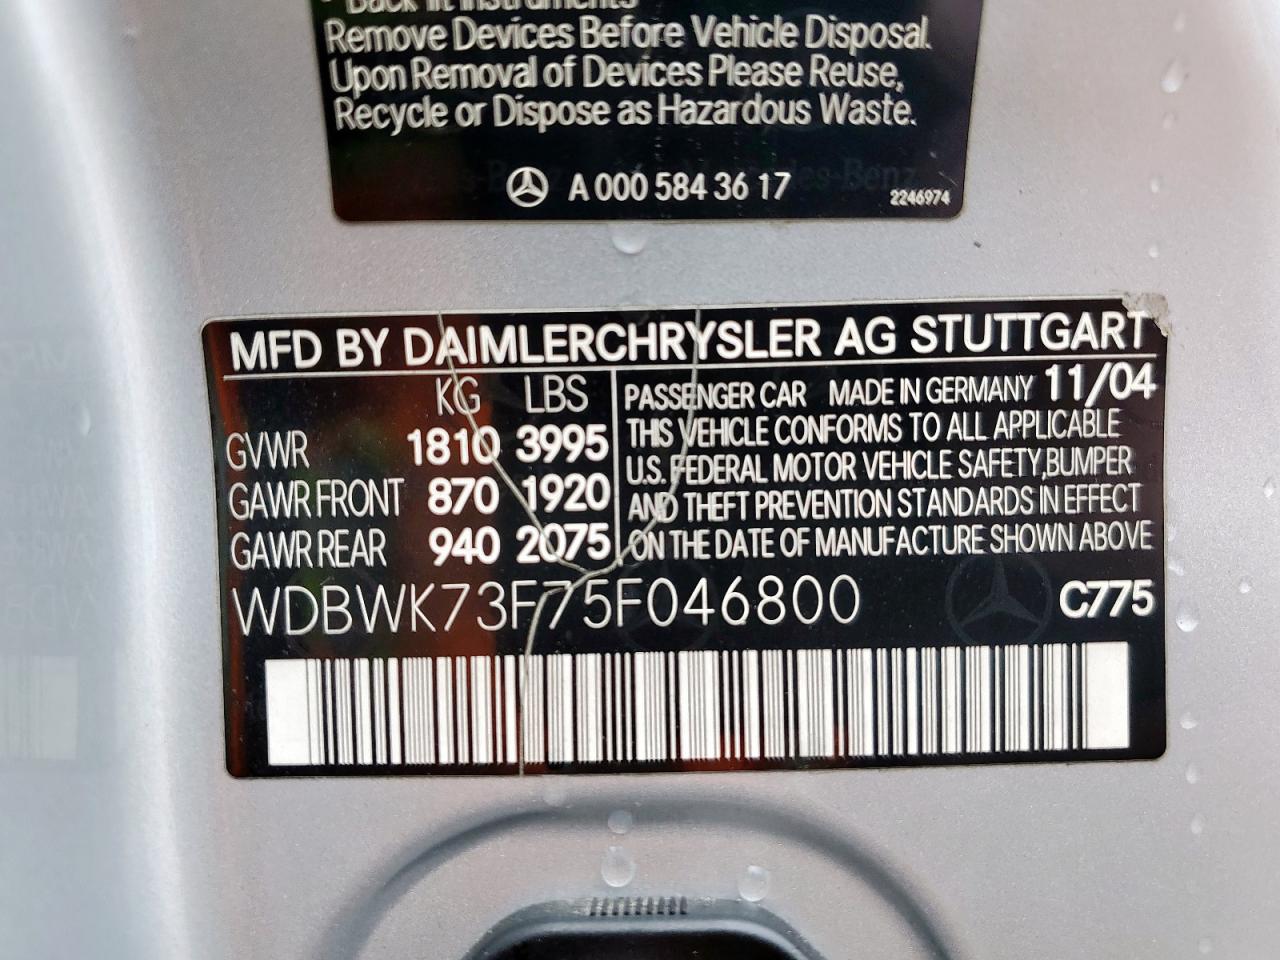 Back fit Instruments
Remove Devices Before Vehicle Disposal.
Upon Removal of Devices Please Reuse,
Recycle or Dispose as Hazardous Waste.
A 000 584 36 17
2246974
MFD BY DAIMLERCHRYSLER AG STUTTGART
KG LBS
GVWR 1810 3995
GAWR FRONT 870 1920
GAWR REAR 940 2075
PASSENGER CAR MADE IN GERMANY 11/04
THIS VEHICLE CONFORMS TO ALL APPLICABLE
U.S. FEDERAL MOTOR VEHICLE SAFETY,BUMPER
AND THEFT PREVENTION STANDARDS IN EFFECT
ON THE DATE OF MANUFACTURE SHOWN ABOVE
WDBWK73F75F046800 C775